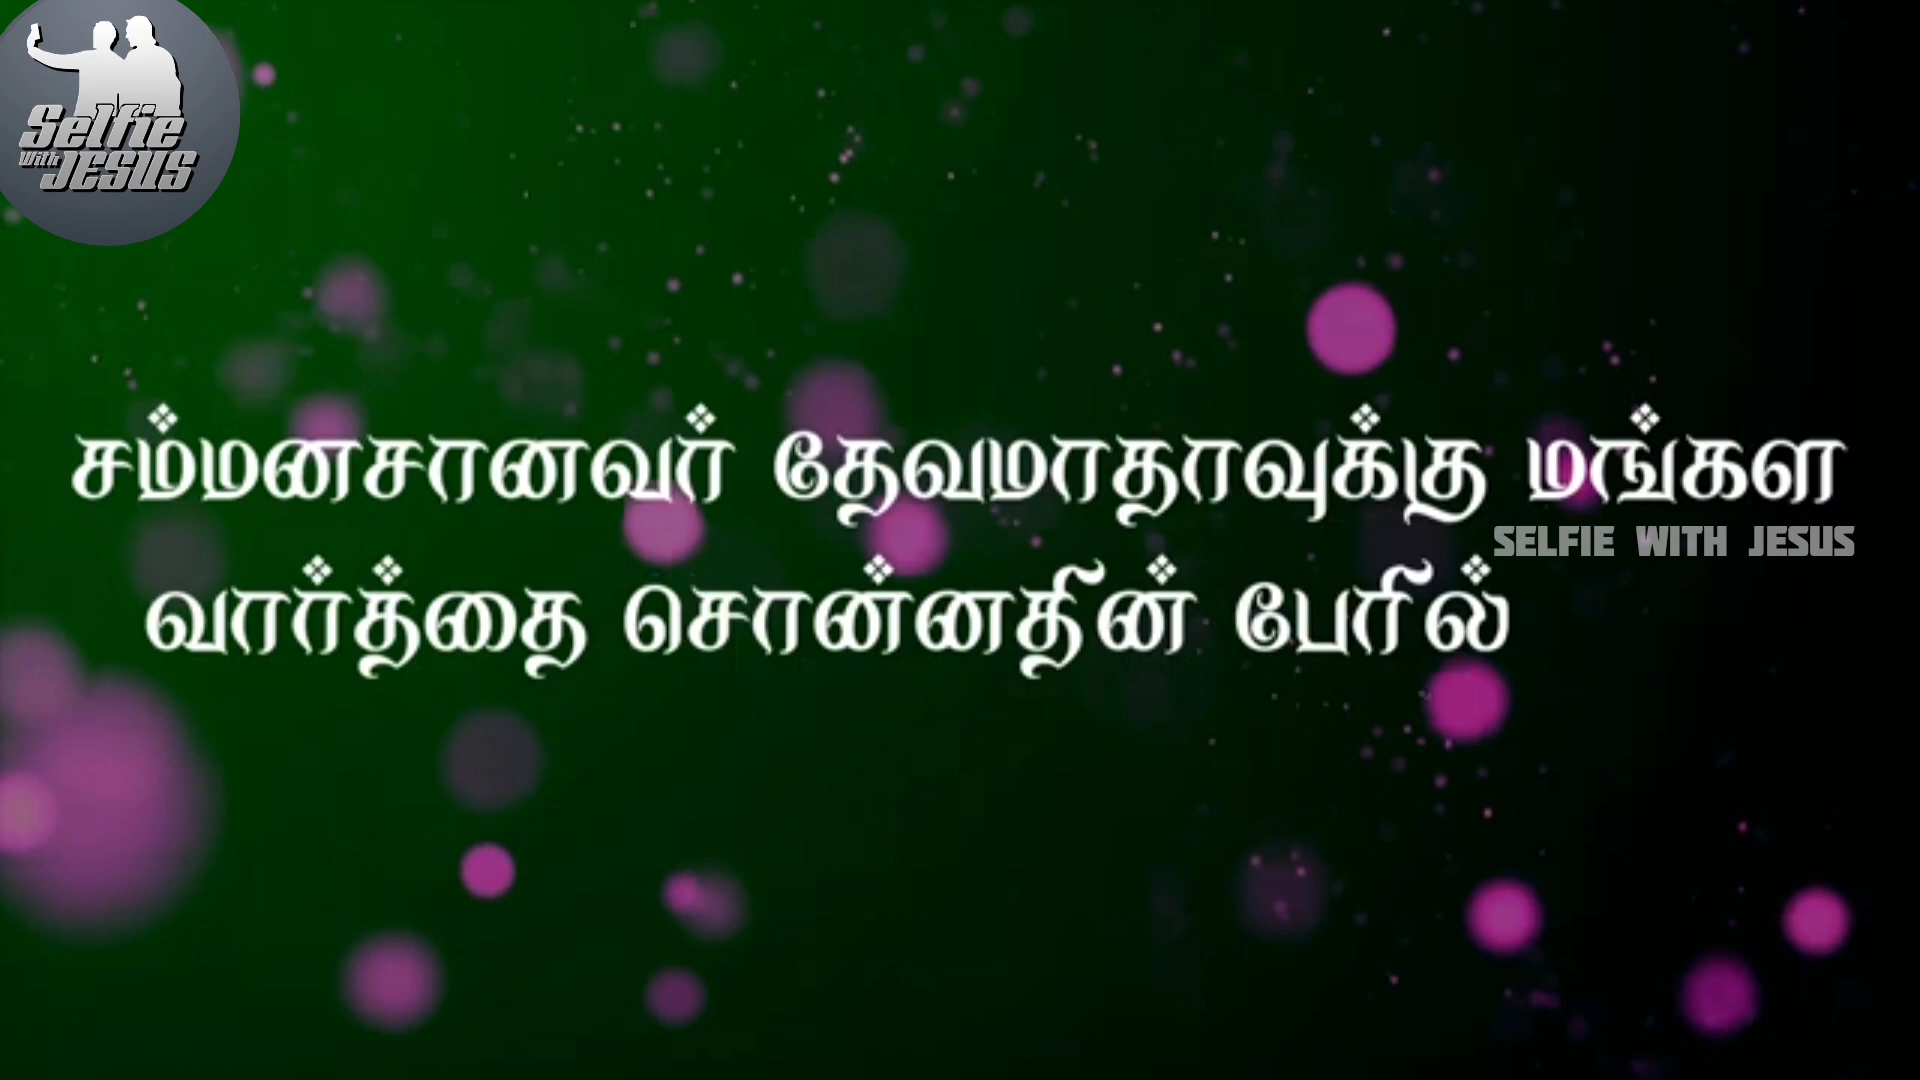 Selfie
With
JESUS
சம்மனசானவர் தேவமாதாவுக்கு மங்கள
SELFIE WITH JESUS
வார்த்தை சொன்னதின் பேரில்